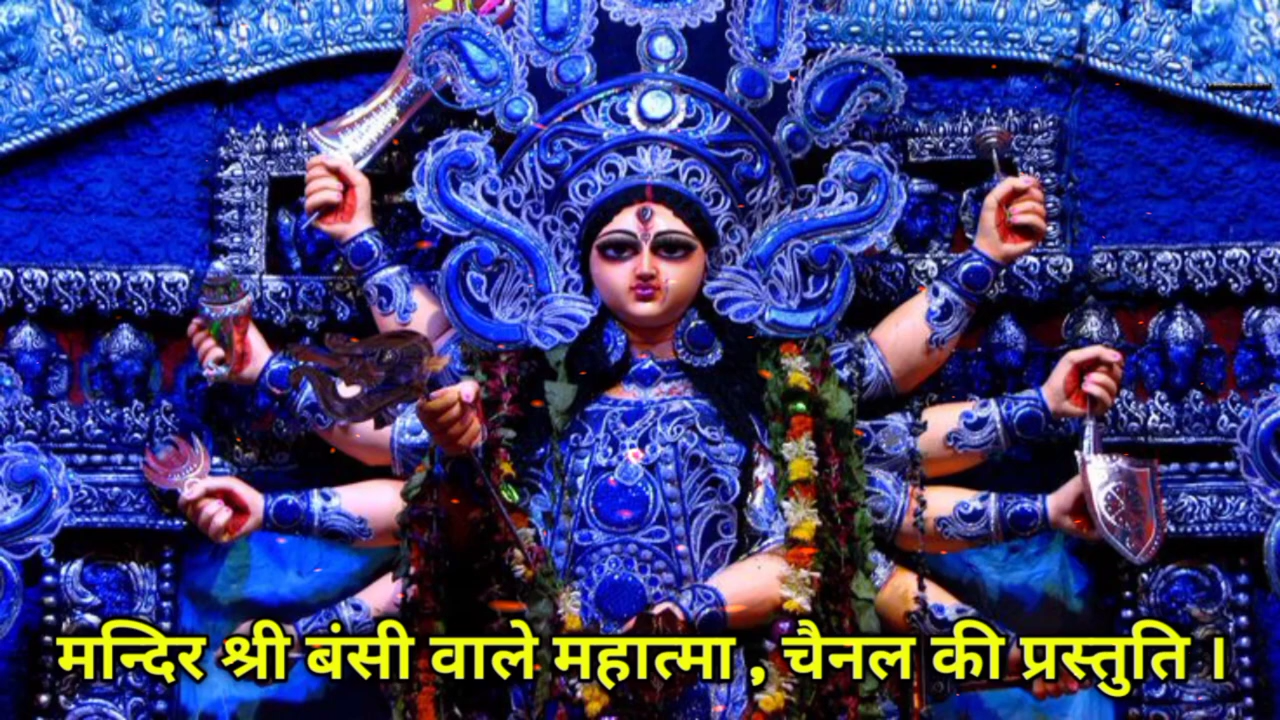 मन्दिर श्री बंसी वाले महात्मा , चैनल की प्रस्तुति ।